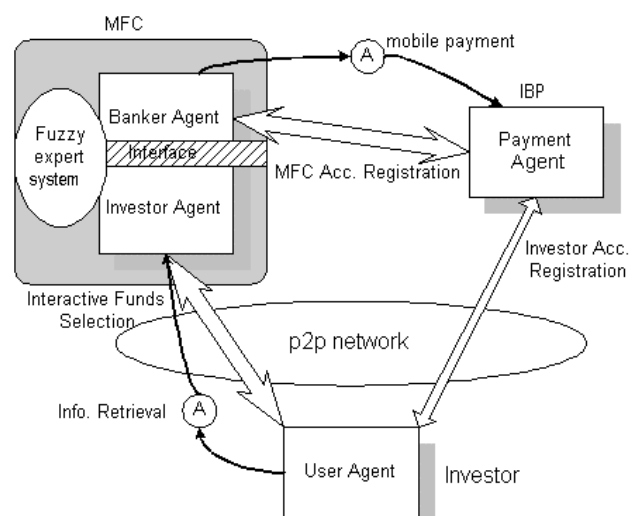 MFC
A
mobile payment
IBP
Banker Agent
Fuzzy
expert
system
Interface
Payment
Agent
MFC Acc. Registration
Investor Agent
Investor Acc.
Registration
Interactive Funds
Selection
p2p network
A
Info. Retrieval
User Agent
Investor